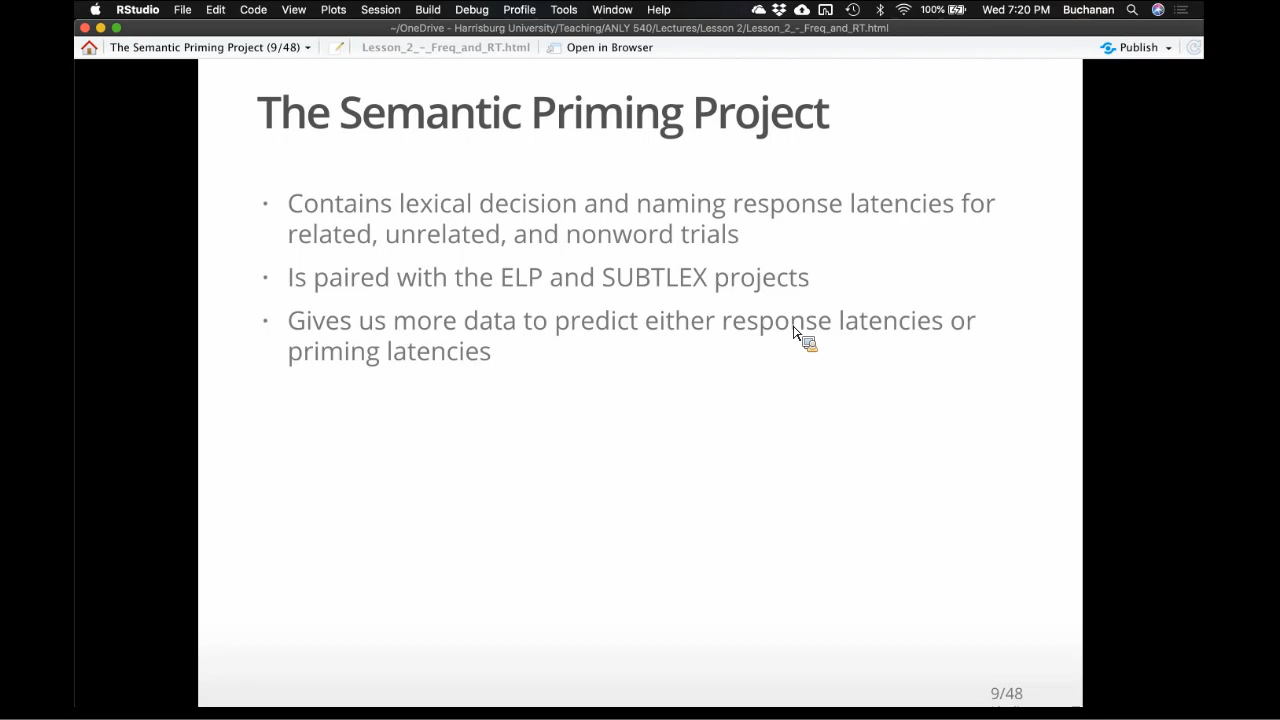 RStudio File Edit Code View Plots Session Build Debug Profile Tools Window Help 100% Wed 7:20 PM Buchanan
~/OneDrive - Harrisburg University/Teaching/ANLY 540/Lectures/Lesson 2/Lesson_2_-_Freq_and_RT.html
The Semantic Priming Project (9/48) Lesson_2_-_Freq_and_RT.html Open in Browser Publish
The Semantic Priming Project
• Contains lexical decision and naming response latencies for
related, unrelated, and nonword trials
• Is paired with the ELP and SUBTLEX projects
• Gives us more data to predict either response latencies or
priming latencies
9/48